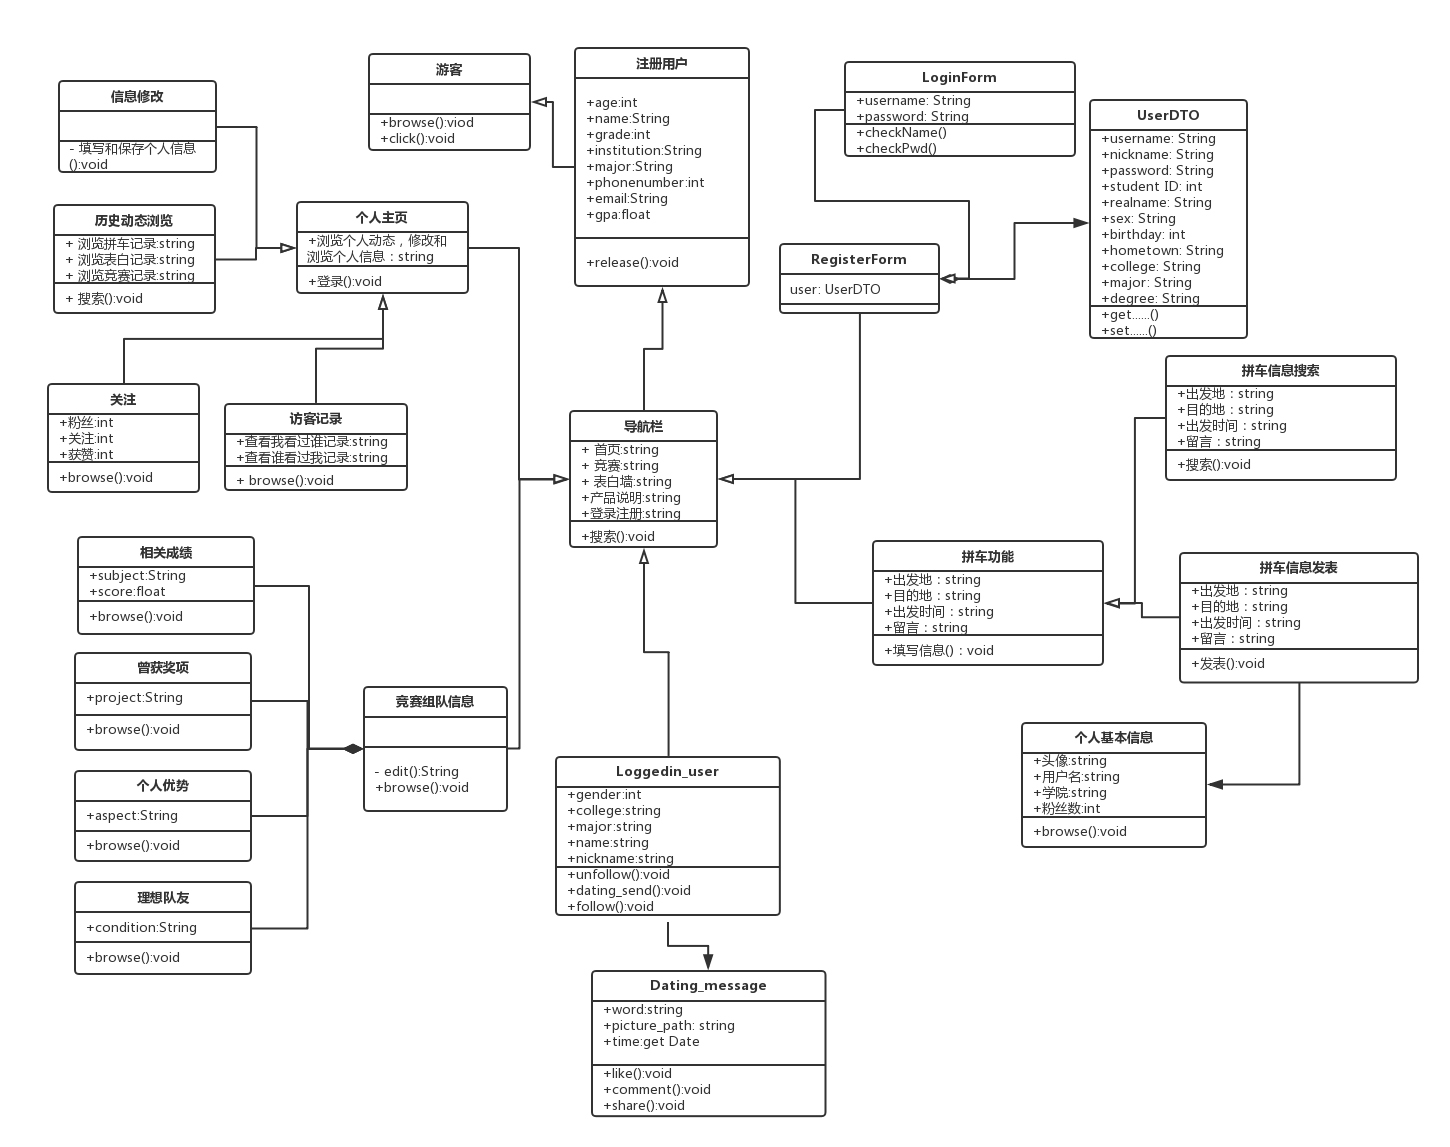 游客
+browse():viod
+click():void
注册用户
+age:int
+name:String
+grade:int
+institution:String
+major:String
+phonenumber:int
+email:String
+gpa:float
+release():void
LoginForm
+username: String
+password: String
+checkName()
+checkPwd()
UserDTO
+username: String
+nickname: String
+password: String
+student ID: int
+realname: String
+sex: String
+birthday: int
+hometown: String
+college: String
+major: String
+degree: String
+get......()
+set......()
信息修改
- 填写和保存个人信息
():void
历史动态浏览
+ 浏览拼车记录:string
+ 浏览表白记录:string
+ 浏览竞赛记录:string
+ 搜索():void
个人主页
+浏览个人动态，修改和
浏览个人信息：string
+登录():void
RegisterForm
user: UserDTO
关注
+粉丝:int
+关注:int
+获赞:int
+browse():void
访客记录
+查看我看过谁记录:string
+查看谁看过我记录:string
+ browse():void
导航栏
+ 首页:string
+ 竞赛:string
+ 表白墙:string
+产品说明:string
+登录注册:string
+搜索():void
拼车信息搜索
+出发地：string
+目的地：string
+出发时间：string
+留言：string
+搜索():void
相关成绩
+subject:String
+score:float
+browse():void
拼车功能
+出发地：string
+目的地：string
+出发时间：string
+留言：string
+填写信息()：void
拼车信息发表
+出发地：string
+目的地：string
+出发时间：string
+留言：string
+发表():void
曾获奖项
+project:String
+browse():void
竞赛组队信息
- edit():String
+browse():void
个人基本信息
+头像:string
+用户名:string
+学院:string
+粉丝数:int
+browse():void
个人优势
+aspect:String
+browse():void
Loggedin_user
+gender:int
+college:string
+major:string
+name:string
+nickname:string
+unfollow():void
+dating_send():void
+follow():void
理想队友
+condition:String
+browse():void
Dating_message
+word:string
+picture_path: string
+time:get Date
+like():void
+comment():void
+share():void